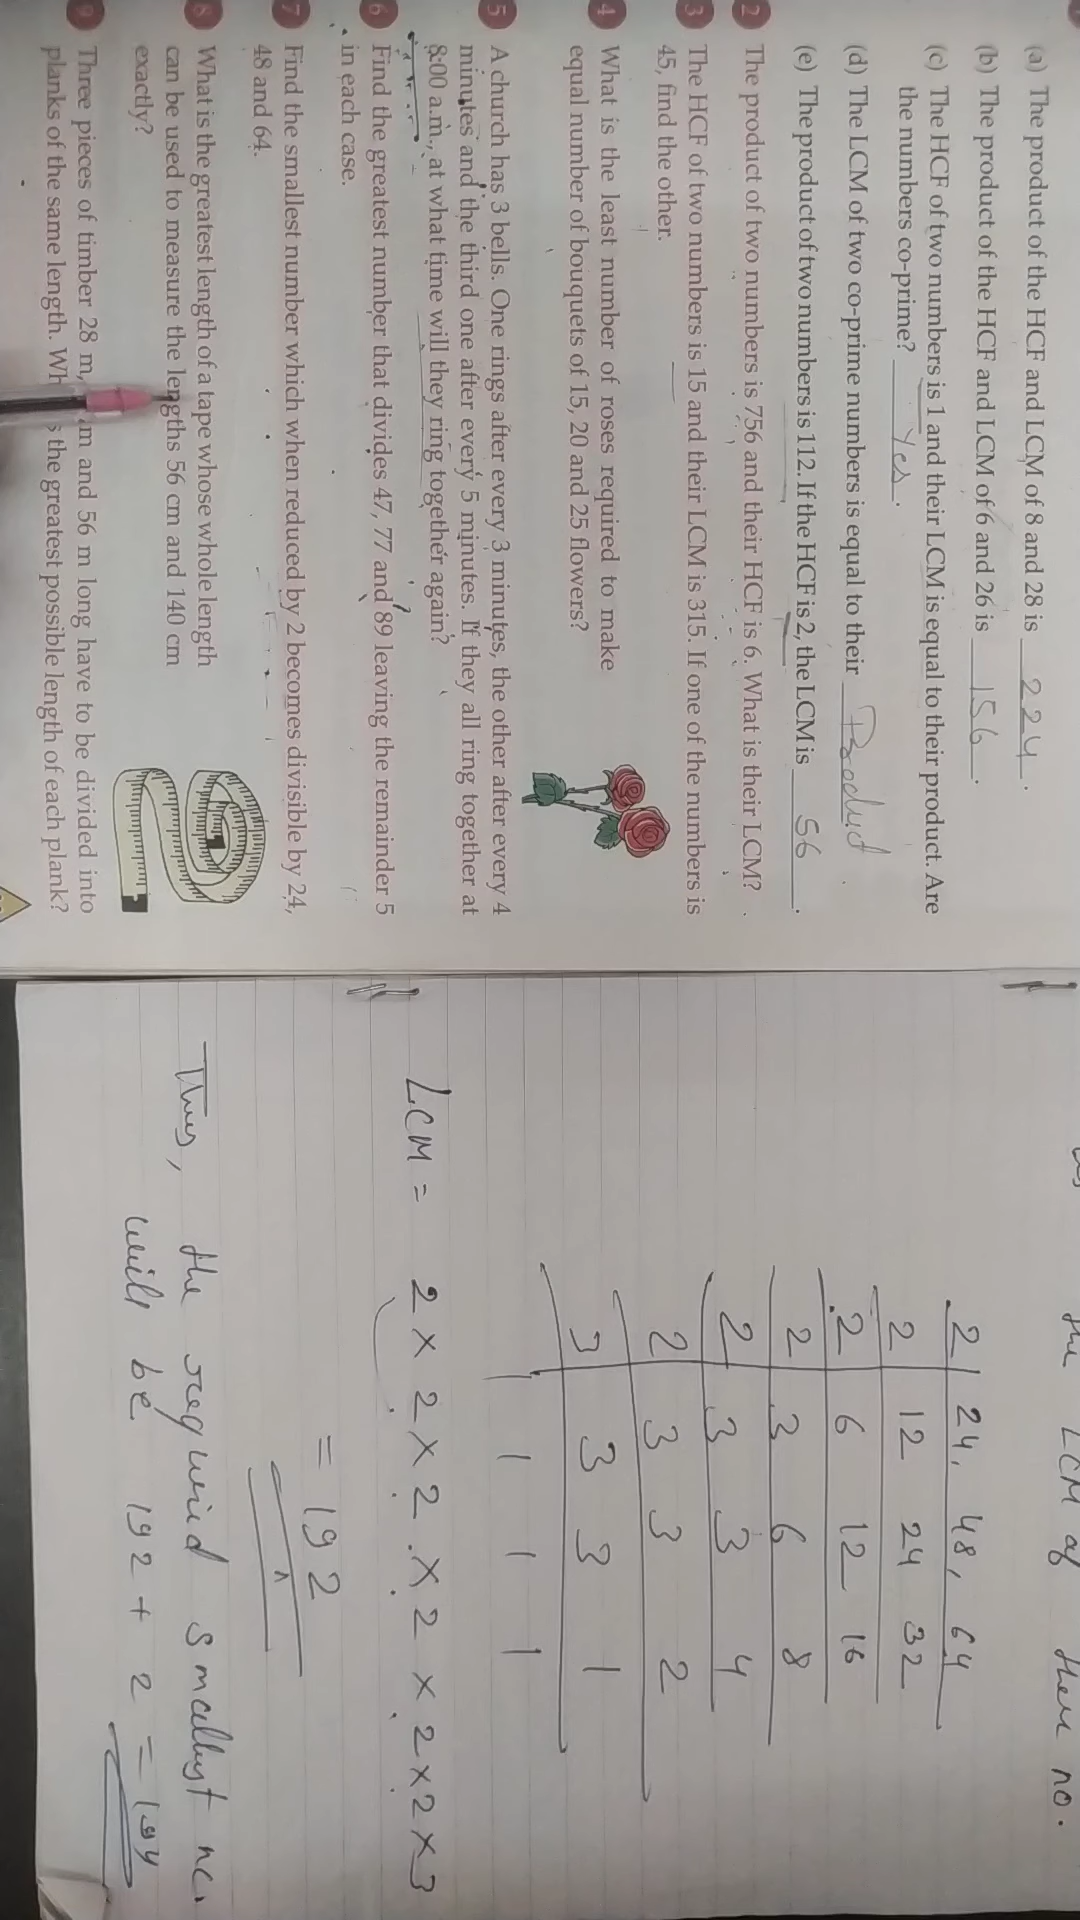 (a) The product of the HCF and LCM of 8 and 28 is 224.
(b) The product of the HCF and LCM of 6 and 26 is 156.
(c) The HCF of two numbers is 1 and their LCM is equal to their product. Are
the numbers co-prime? Yes.
(d) The LCM of two co-prime numbers is equal to their Product.
(e) The product of two numbers is 112. If the HCF is 2, the LCM is 56.
2 The product of two numbers is 756 and their HCF is 6. What is their LCM?
3 The HCF of two numbers is 15 and their LCM is 315. If one of the numbers is
45, find the other.
4 What is the least number of roses required to make
equal number of bouquets of 15, 20 and 25 flowers?
5 A church has 3 bells. One rings after every 3 minutes, the other after every 4
minutes and the third one after every 5 minutes. If they all ring together at
8:00 a.m., at what time will they ring together again?
6 Find the greatest number that divides 47, 77 and 89 leaving the remainder 5
in each case.
7 Find the smallest number which when reduced by 2 becomes divisible by 24,
48 and 64.
8 What is the greatest length of a tape whose whole length
can be used to measure the lengths 56 cm and 140 cm
exactly?
9 Three pieces of timber 28 m, m and 56 m long have to be divided into
planks of the same length. Wh s the greatest possible length of each plank?
the LCM of then no.
2 24, 48, 64
2 12 24 32
2 6 12 16
2 3 6 8
2 3 3 4
2 3 3 2
3 3 3 1
1 1 1
LCM = 2 × 2 × 2 × 2 × 2 × 2 × 3
= 192
Thus, the required smallest no.
will be 192 + 2 = 194